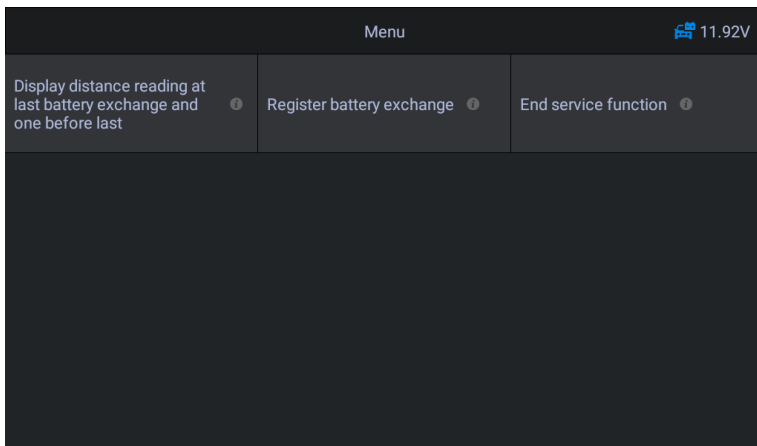 Menu
11.92V
Display distance reading at
last battery exchange and
one before last
Register battery exchange
End service function